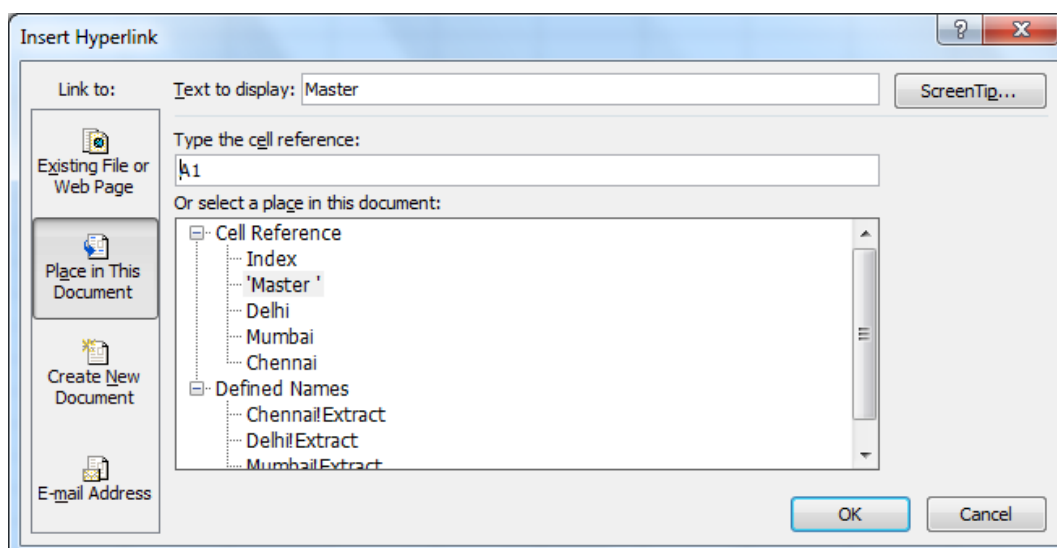 Insert Hyperlink
?
X
Link to:
Text to display: Master
ScreenTip...
Existing File or
Web Page
Place in This
Document
Create New
Document
E-mail Address
Type the cell reference:
A1
Or select a place in this document:
Cell Reference
Index
'Master '
Delhi
Mumbai
Chennai
Defined Names
Chennai!Extract
Delhi!Extract
Mumbai!Extract
OK
Cancel